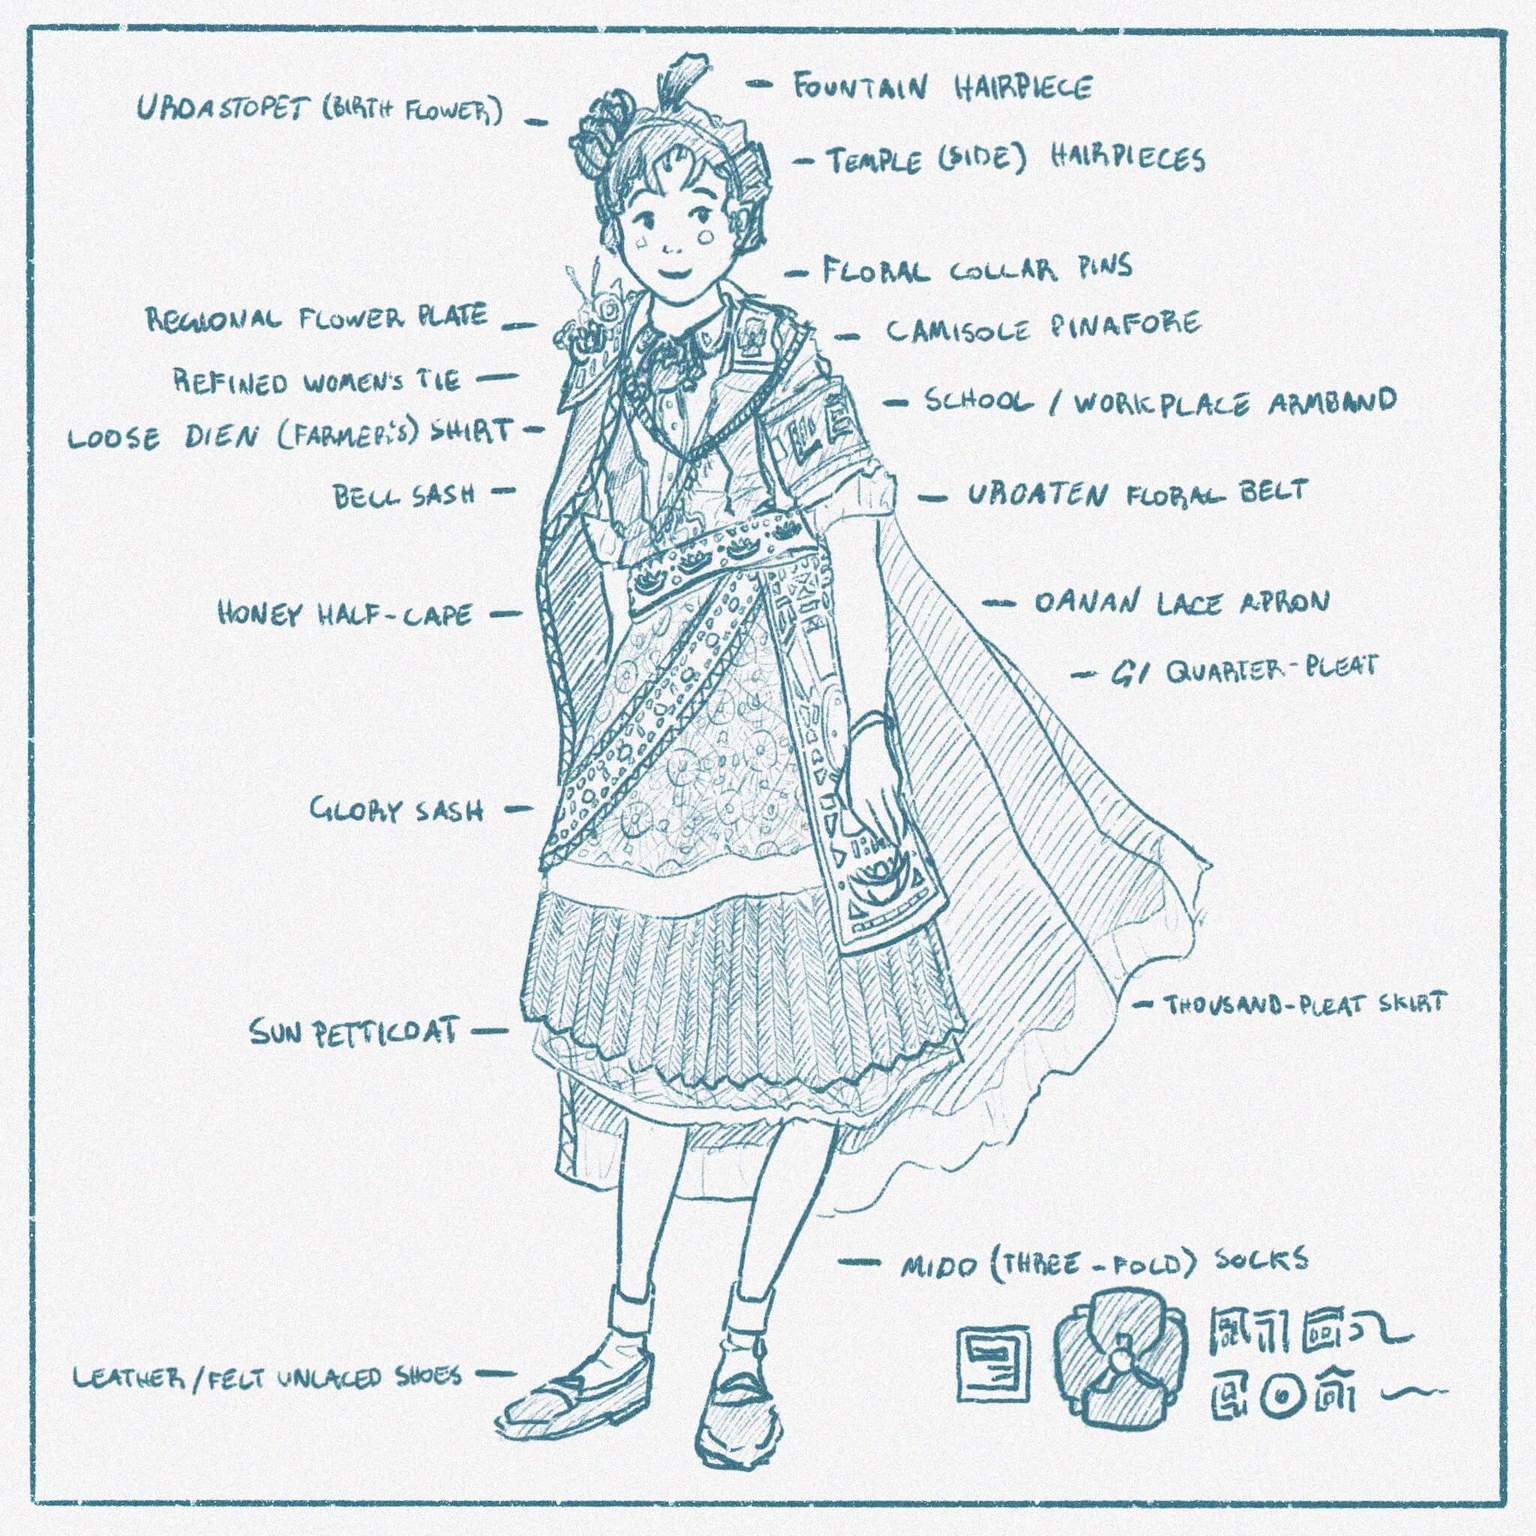 FOUNTAIN HAIRPIECE
URDASTOPET (BIRTH FLOWER)
TEMPLE (SIDE) HAIRPIECES
FLORAL COLLAR PINS
REGIONAL FLOWER PLATE
CAMISOLE PINAFORE
REFINED WOMEN'S TIE
SCHOOL / WORKPLACE ARMBAND
LOOSE DIEN (FARMER'S) SHIRT
BELL SASH
URDATEN FLORAL BELT
HONEY HALF-CAPE
DANAN LACE APRON
GI QUARTER-PLEAT
GLORY SASH
THOUSAND-PLEAT SKIRT
SUN PETTICOAT
MIDO (THREE-FOLD) SOCKS
LEATHER/FELT UNLACED SHOES